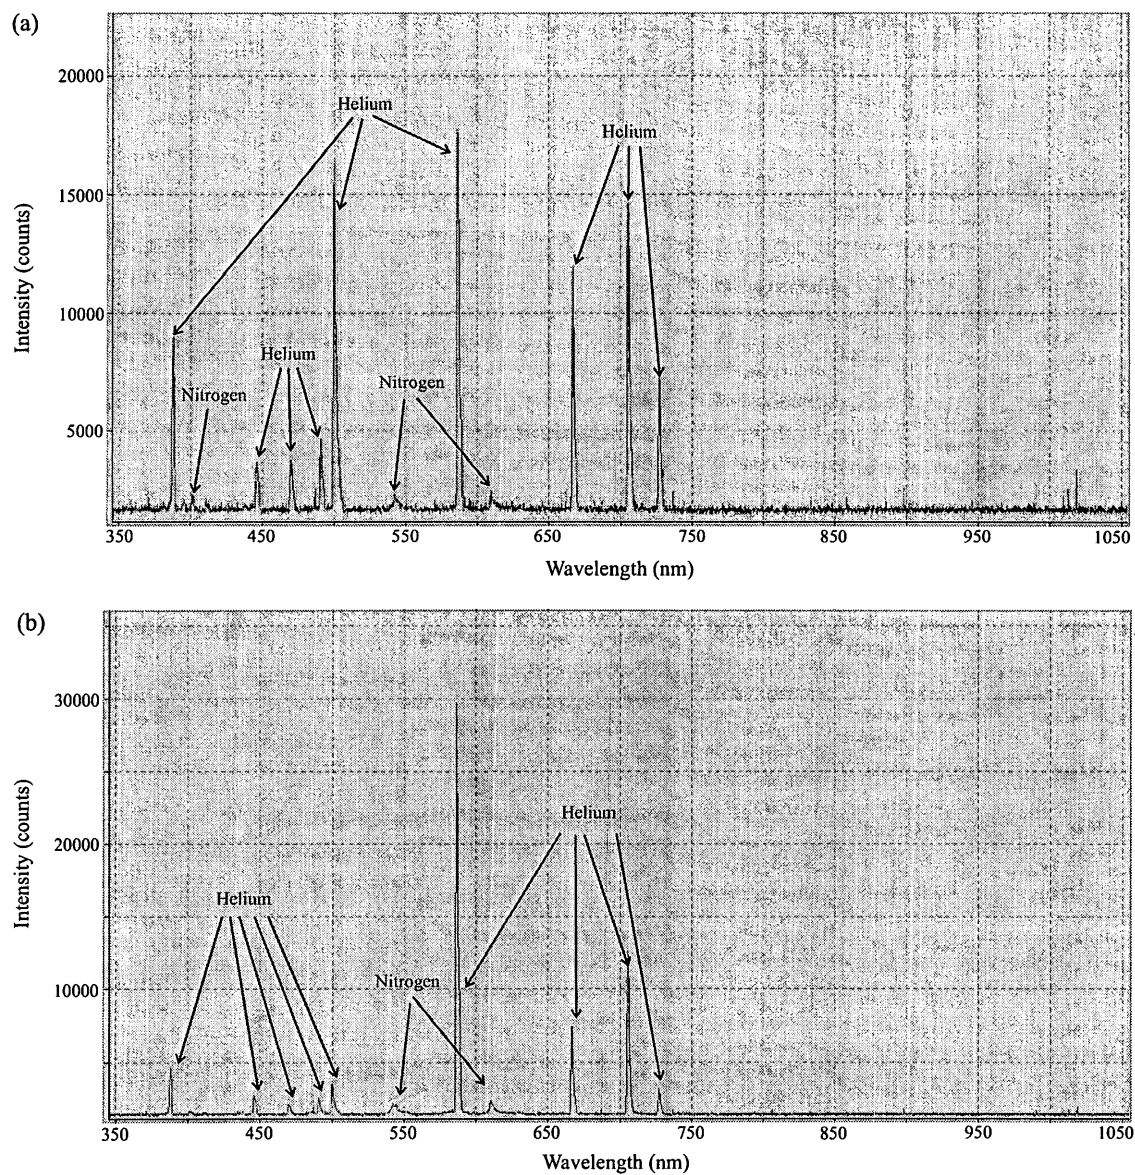 (a)
20000
15000
10000
5000
Intensity (counts)
Helium
Helium
Helium
Nitrogen
Nitrogen
350 450 550 650 750 850 950 1050
Wavelength (nm)
(b)
30000
20000
10000
Intensity (counts)
Helium
Helium
Nitrogen
350 450 550 650 750 850 950 1050
Wavelength (nm)